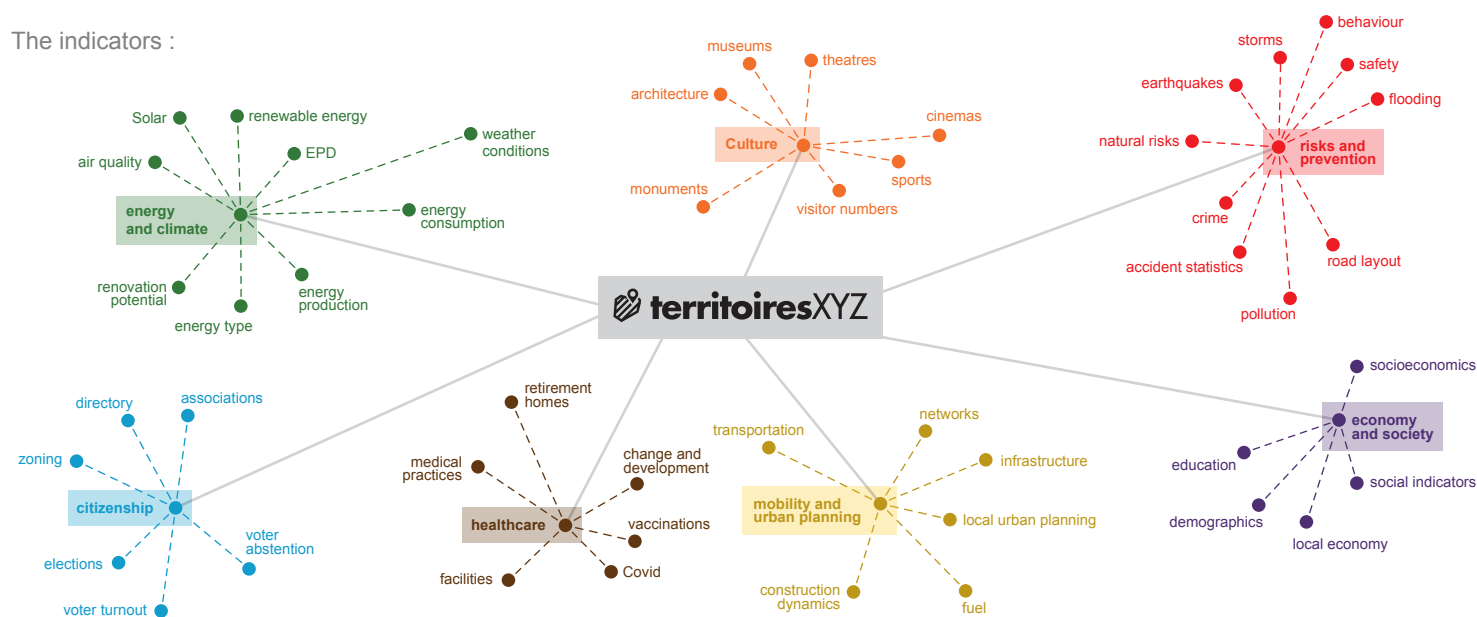 The indicators :
Solar
renewable energy
EPD
weather
conditions
air quality
energy
and climate
energy
consumption
renovation
potential
energy type
energy
production
museums
theatres
architecture
cinemas
Culture
sports
monuments
visitor numbers
behaviour
storms
safety
earthquakes
flooding
natural risks
risks and
prevention
crime
accident statistics
road layout
pollution
territoiresXYZ
directory
associations
zoning
citizenship
elections
voter
abstention
voter turnout
retirement
homes
medical
practices
change and
development
healthcare
vaccinations
facilities
Covid
transportation
networks
infrastructure
mobility and
urban planning
local urban planning
construction
dynamics
fuel
socioeconomics
economy
and society
education
social indicators
demographics
local economy